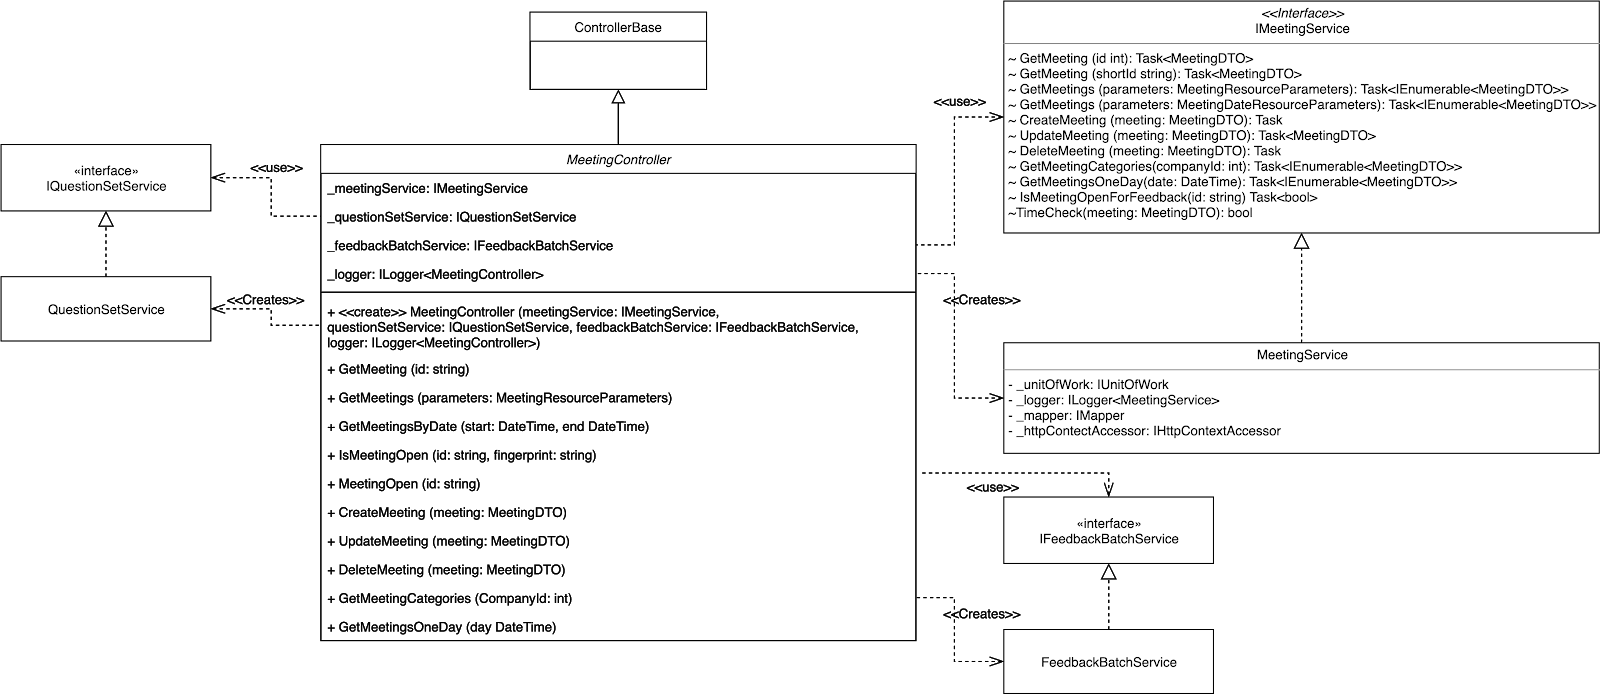 ControllerBase
<<Interface>>
IMeetingService
~ GetMeeting (id int): Task<MeetingDTO>
~ GetMeeting (shortId string): Task<MeetingDTO>
~ GetMeetings (parameters: MeetingResourceParameters): Task<IEnumerable<MeetingDTO>>
~ GetMeetings (parameters: MeetingDateResourceParameters): Task<IEnumerable<MeetingDTO>>
~ CreateMeeting (meeting: MeetingDTO): Task
~ UpdateMeeting (meeting: MeetingDTO): Task<MeetingDTO>
~ DeleteMeeting (meeting: MeetingDTO): Task
~ GetMeetingCategories(companyId: int): Task<IEnumerable<MeetingDTO>>
~ GetMeetingsOneDay(date: DateTime): Task<IEnumerable<MeetingDTO>>
~ IsMeetingOpenForFeedback(id: string) Task<bool>
~TimeCheck(meeting: MeetingDTO): bool
<<use>>
«interface»
IQuestionSetService
<<use>>
QuestionSetService
<<Creates>>
MeetingController
_meetingService: IMeetingService
_questionSetService: IQuestionSetService
_feedbackBatchService: IFeedbackBatchService
_logger: ILogger<MeetingController>
+ <<create>> MeetingController (meetingService: IMeetingService,
questionSetService: IQuestionSetService, feedbackBatchService: IFeedbackBatchService,
logger: ILogger<MeetingController>)
+ GetMeeting (id: string)
+ GetMeetings (parameters: MeetingResourceParameters)
+ GetMeetingsByDate (start: DateTime, end DateTime)
+ IsMeetingOpen (id: string, fingerprint: string)
+ MeetingOpen (id: string)
+ CreateMeeting (meeting: MeetingDTO)
+ UpdateMeeting (meeting: MeetingDTO)
+ DeleteMeeting (meeting: MeetingDTO)
+ GetMeetingCategories (CompanyId: int)
+ GetMeetingsOneDay (day DateTime)
<<Creates>>
MeetingService
- _unitOfWork: IUnitOfWork
- _logger: ILogger<MeetingService>
- _mapper: IMapper
- _httpContectAccessor: IHttpContextAccessor
<<use>>
«interface»
IFeedbackBatchService
<<Creates>>
FeedbackBatchService